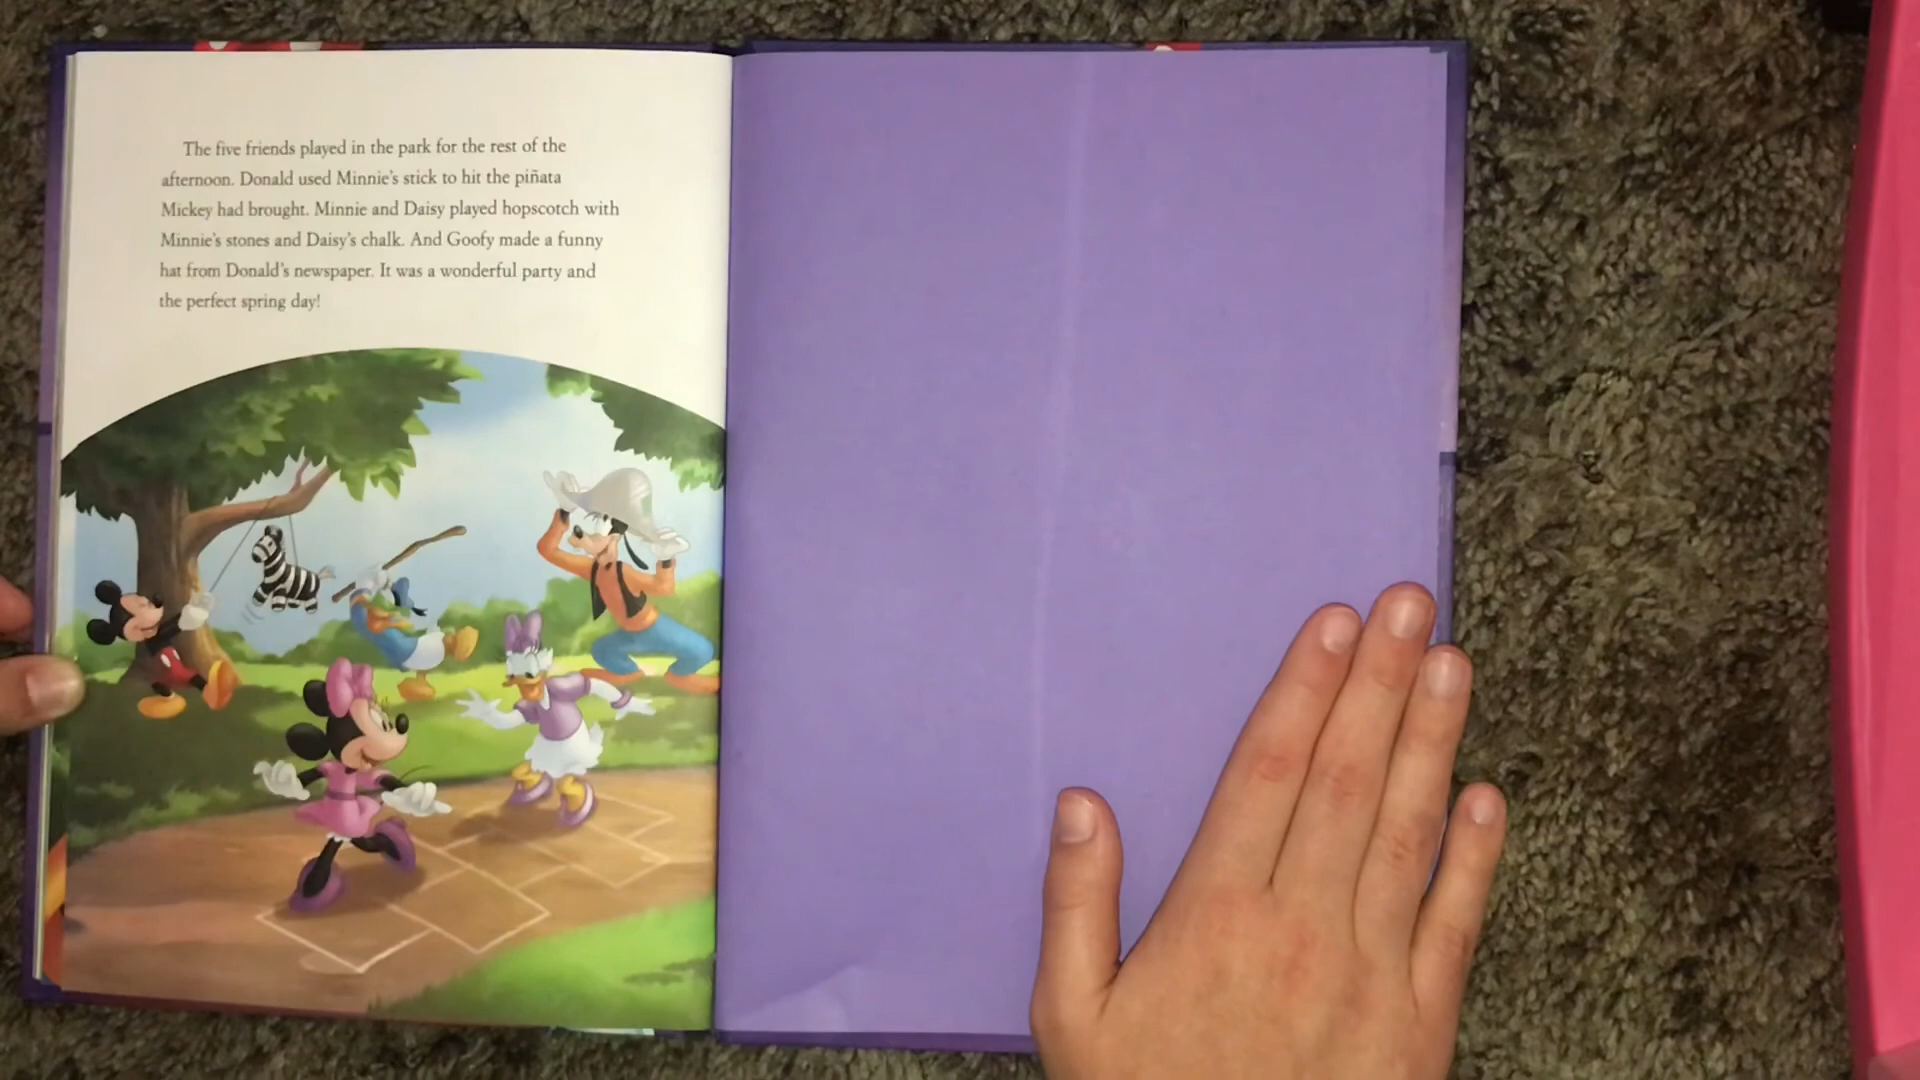 The five friends played in the park for the rest of the
afternoon. Donald used Minnie's stick to hit the piñata
Mickey had brought. Minnie and Daisy played hopscotch with
Minnie's stones and Daisy's chalk. And Goofy made a funny
hat from Donald's newspaper. It was a wonderful party and
the perfect spring day!